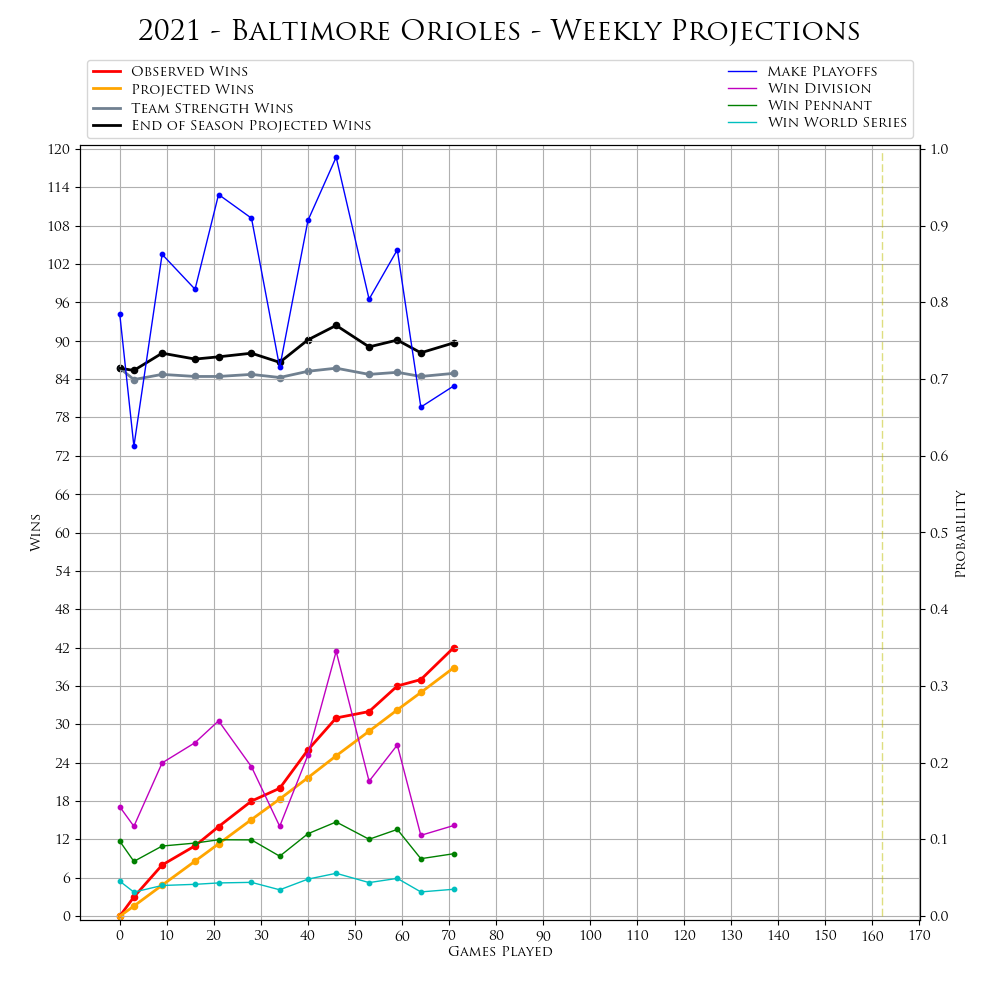 2021 - Baltimore Orioles - Weekly Projections
Observed Wins
Projected Wins
Team Strength Wins
End of Season Projected Wins
Make Playoffs
Win Division
Win Pennant
Win World Series
120
114
108
102
96
90
84
78
72
66
60
54
48
42
36
30
24
18
12
6
0
Wins
1.0
0.9
0.8
0.7
0.6
0.5
0.4
0.3
0.2
0.1
0.0
Probability
0 10 20 30 40 50 60 70 80 90 100 110 120 130 140 150 160 170
Games Played